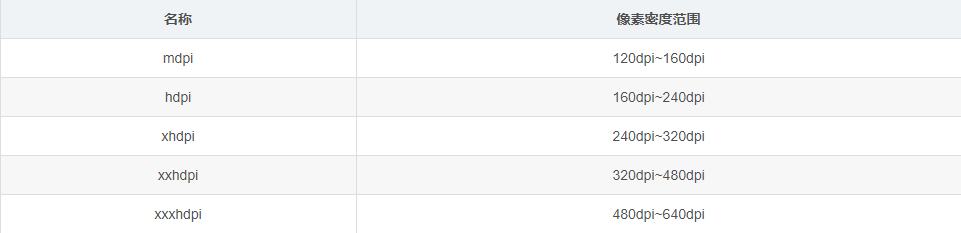 名称 像素密度范围
mdpi 120dpi~160dpi
hdpi 160dpi~240dpi
xhdpi 240dpi~320dpi
xxhdpi 320dpi~480dpi
xxxhdpi 480dpi~640dpi